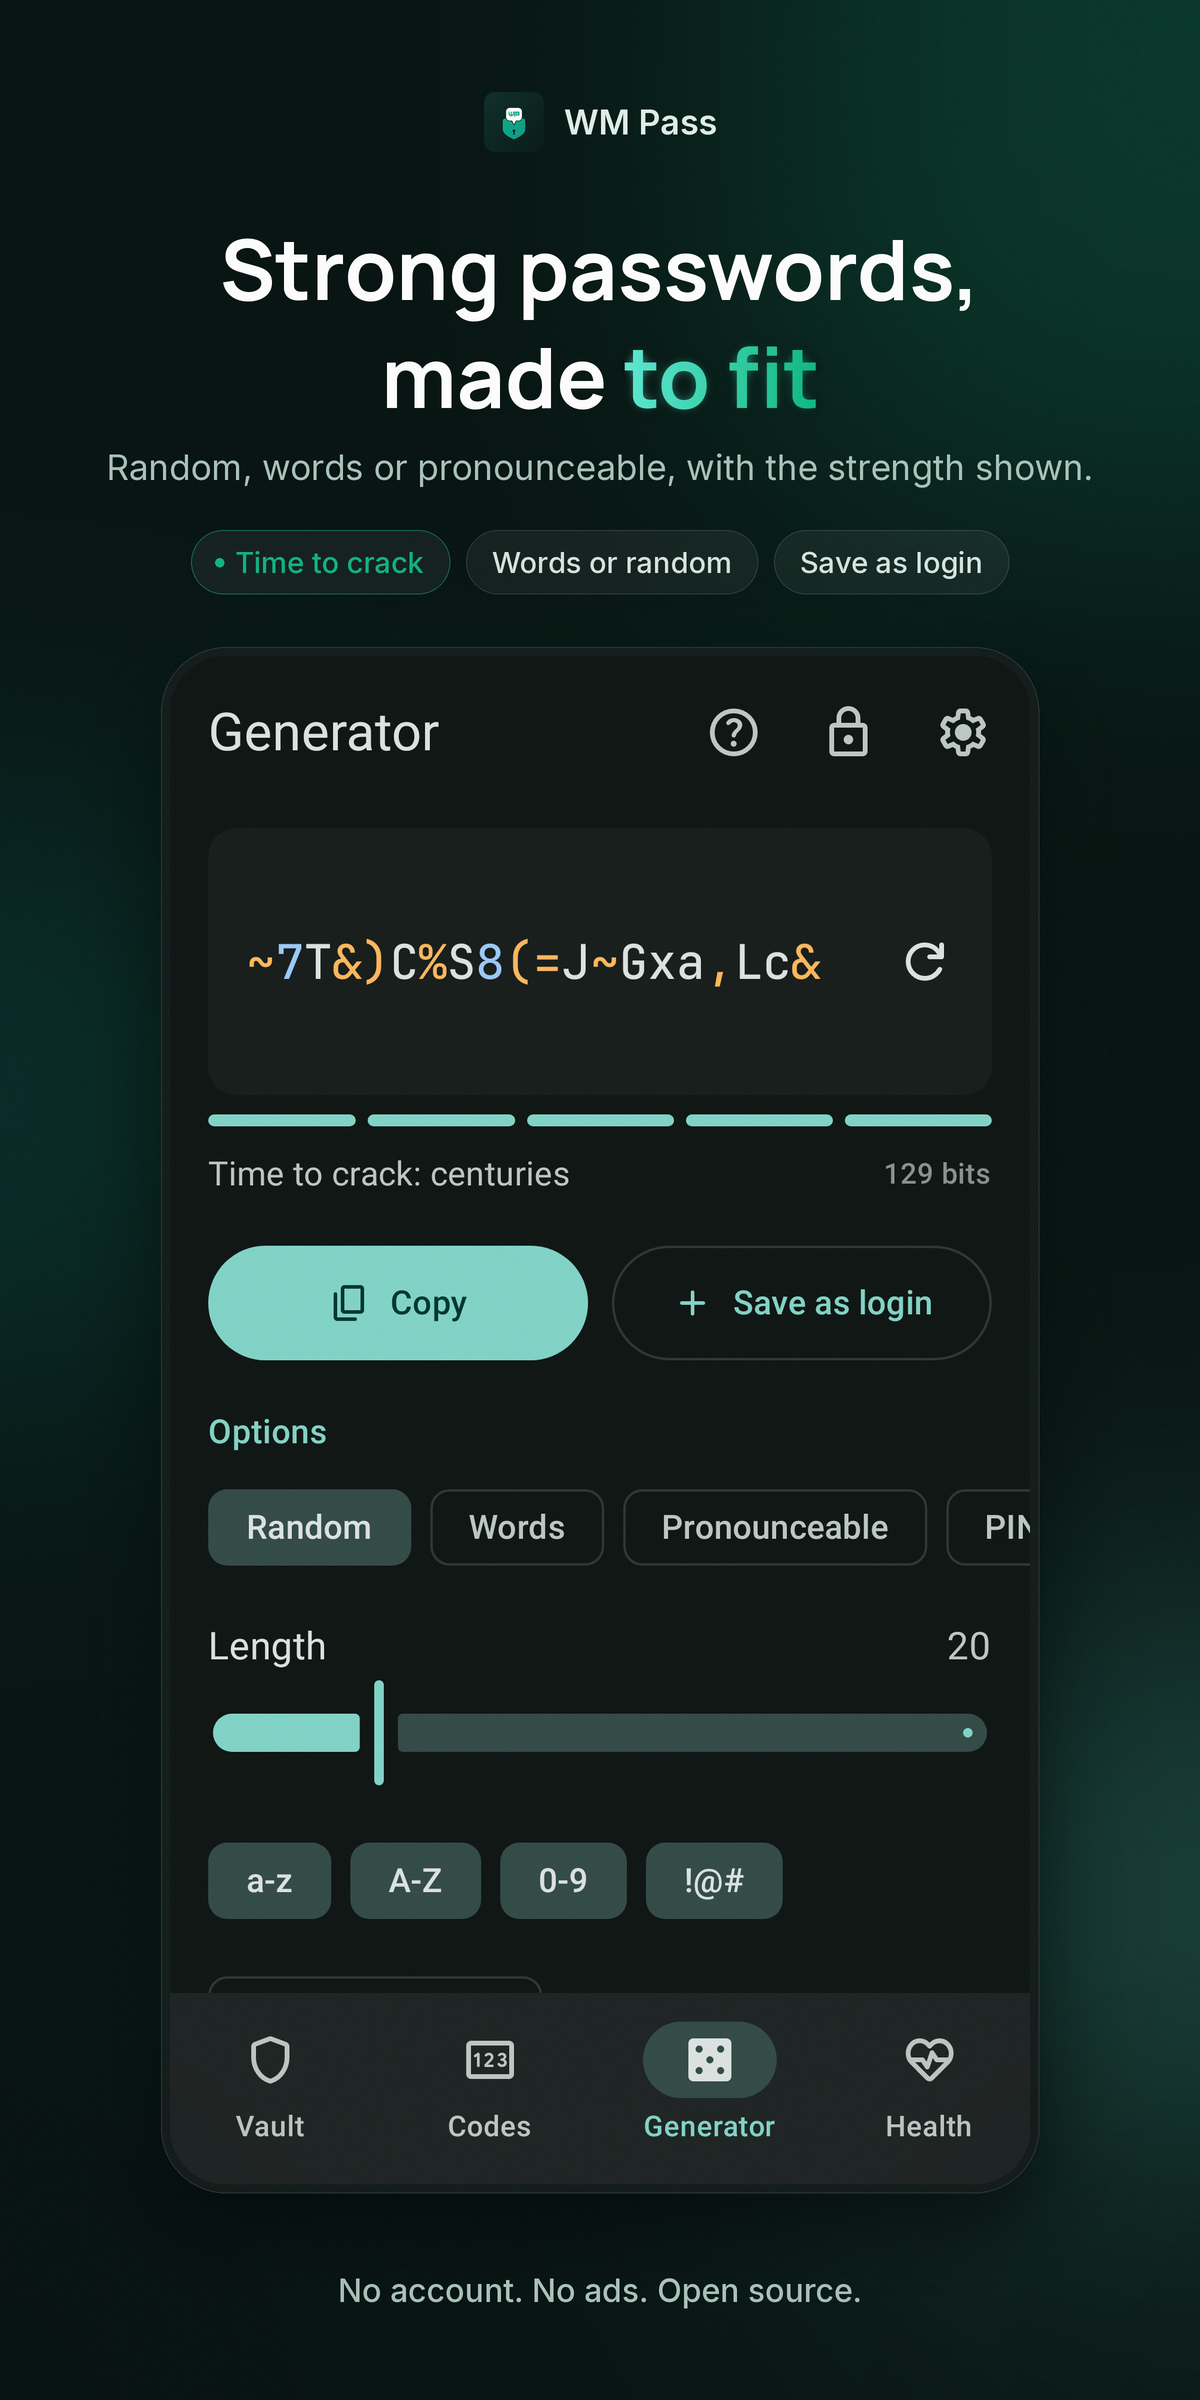 wm
WM Pass
Strong passwords,
made to fit
Random, words or pronounceable, with the strength shown.
• Time to crack
Words or random
Save as login
Generator
~7T&)C%S8(=J~Gxa,Lc&
Time to crack: centuries
129 bits
Copy
+ Save as login
Options
Random
Words
Pronounceable
PIN
Length
20
a-z
A-Z
0-9
!@#
123
Vault
Codes
Generator
Health
No account. No ads. Open source.